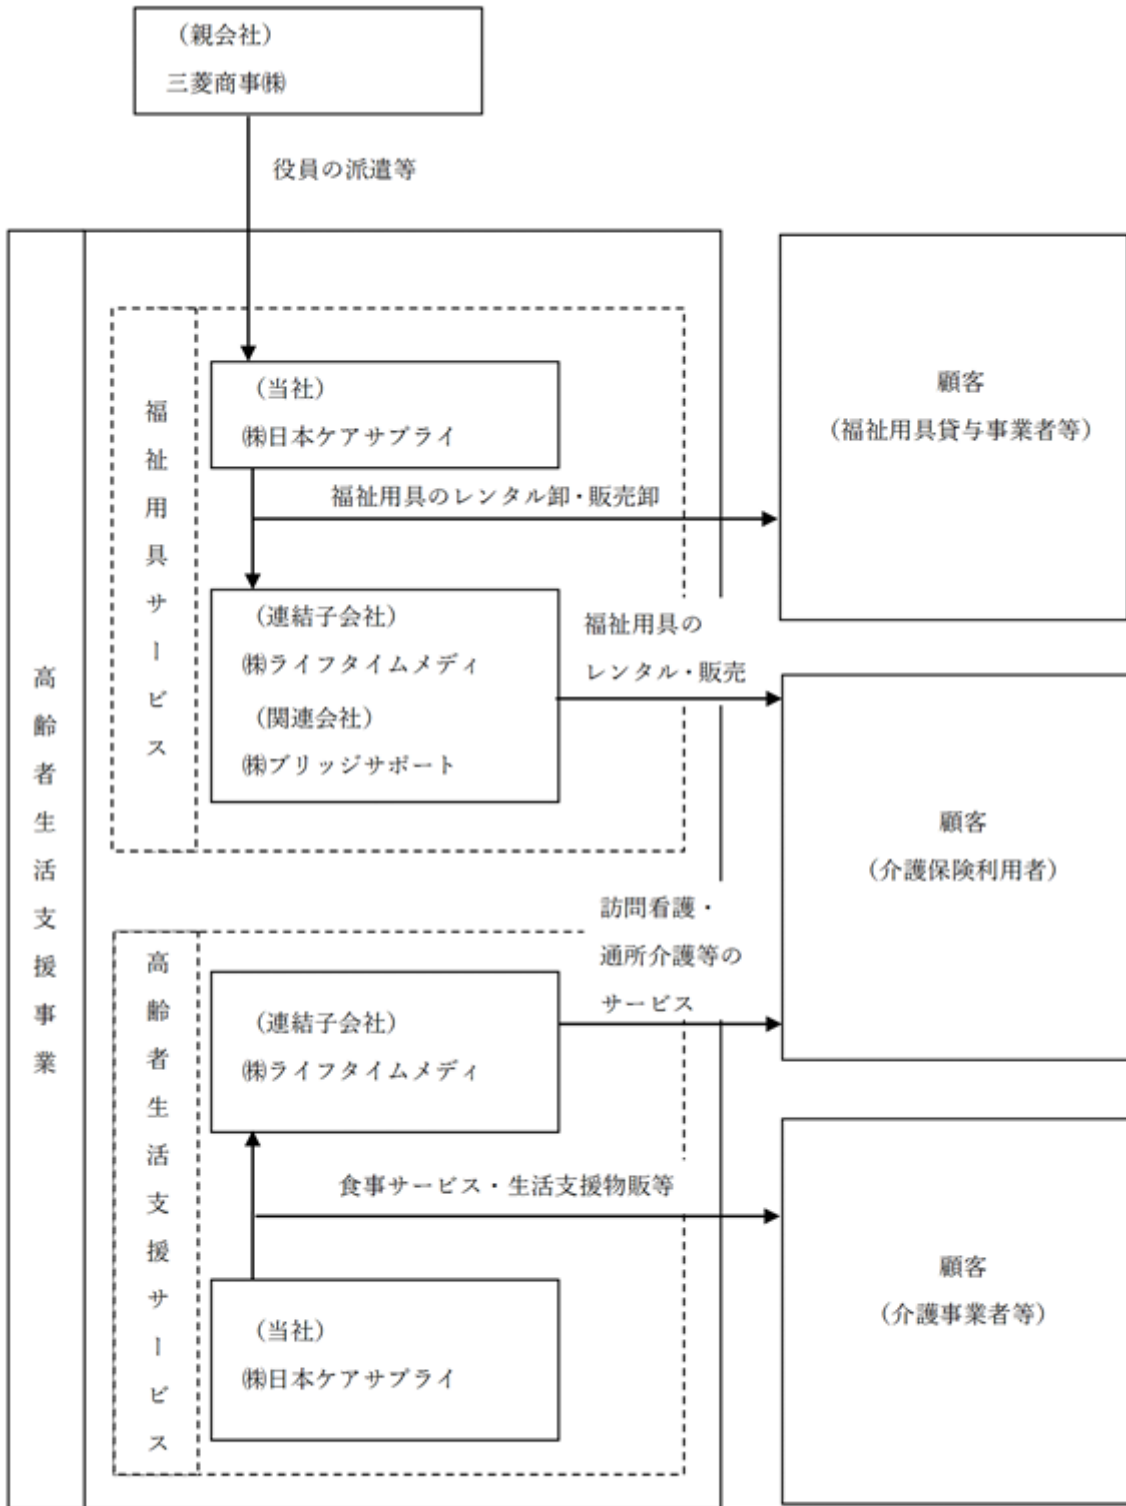 （親会社）
三菱商事㈱
役員の派遣等
高齢者生活支援事業
福祉用具サービス
（当社）
㈱日本ケアサプライ
福祉用具のレンタル卸・販売卸
顧客
（福祉用具貸与事業者等）
（連結子会社）
㈱ライフタイムメディ
（関連会社）
㈱ブリッジサポート
福祉用具の
レンタル・販売
顧客
（介護保険利用者）
高齢者生活支援サービス
（連結子会社）
㈱ライフタイムメディ
訪問看護・
通所介護等の
サービス
食事サービス・生活支援物販等
（当社）
㈱日本ケアサプライ
顧客
（介護事業者等）